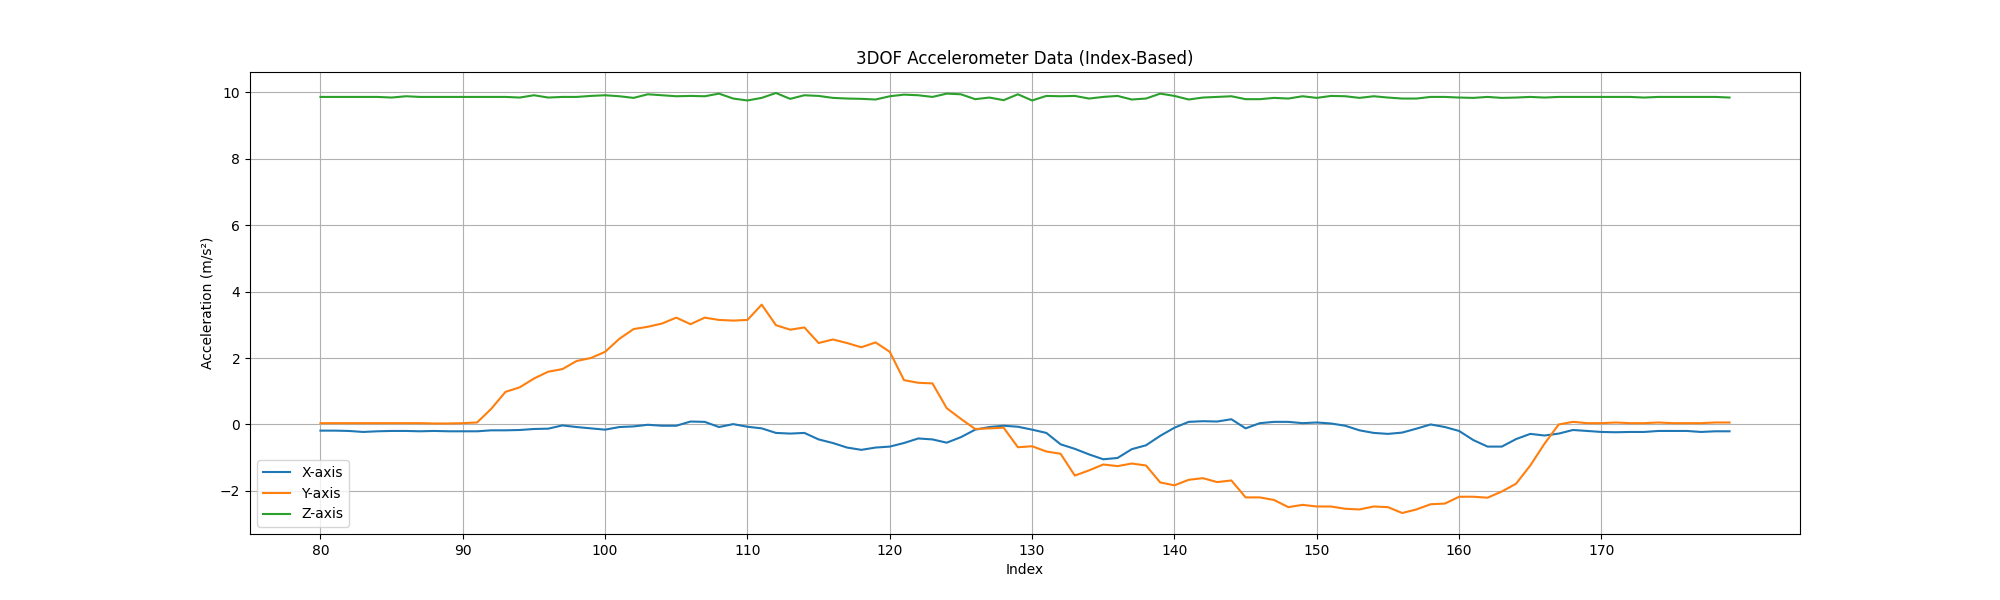 3DOF Accelerometer Data (Index-Based)
Acceleration (m/s²)
10
8
6
4
2
0
−2
X-axis
Y-axis
Z-axis
80 90 100 110 120 130 140 150 160 170
Index